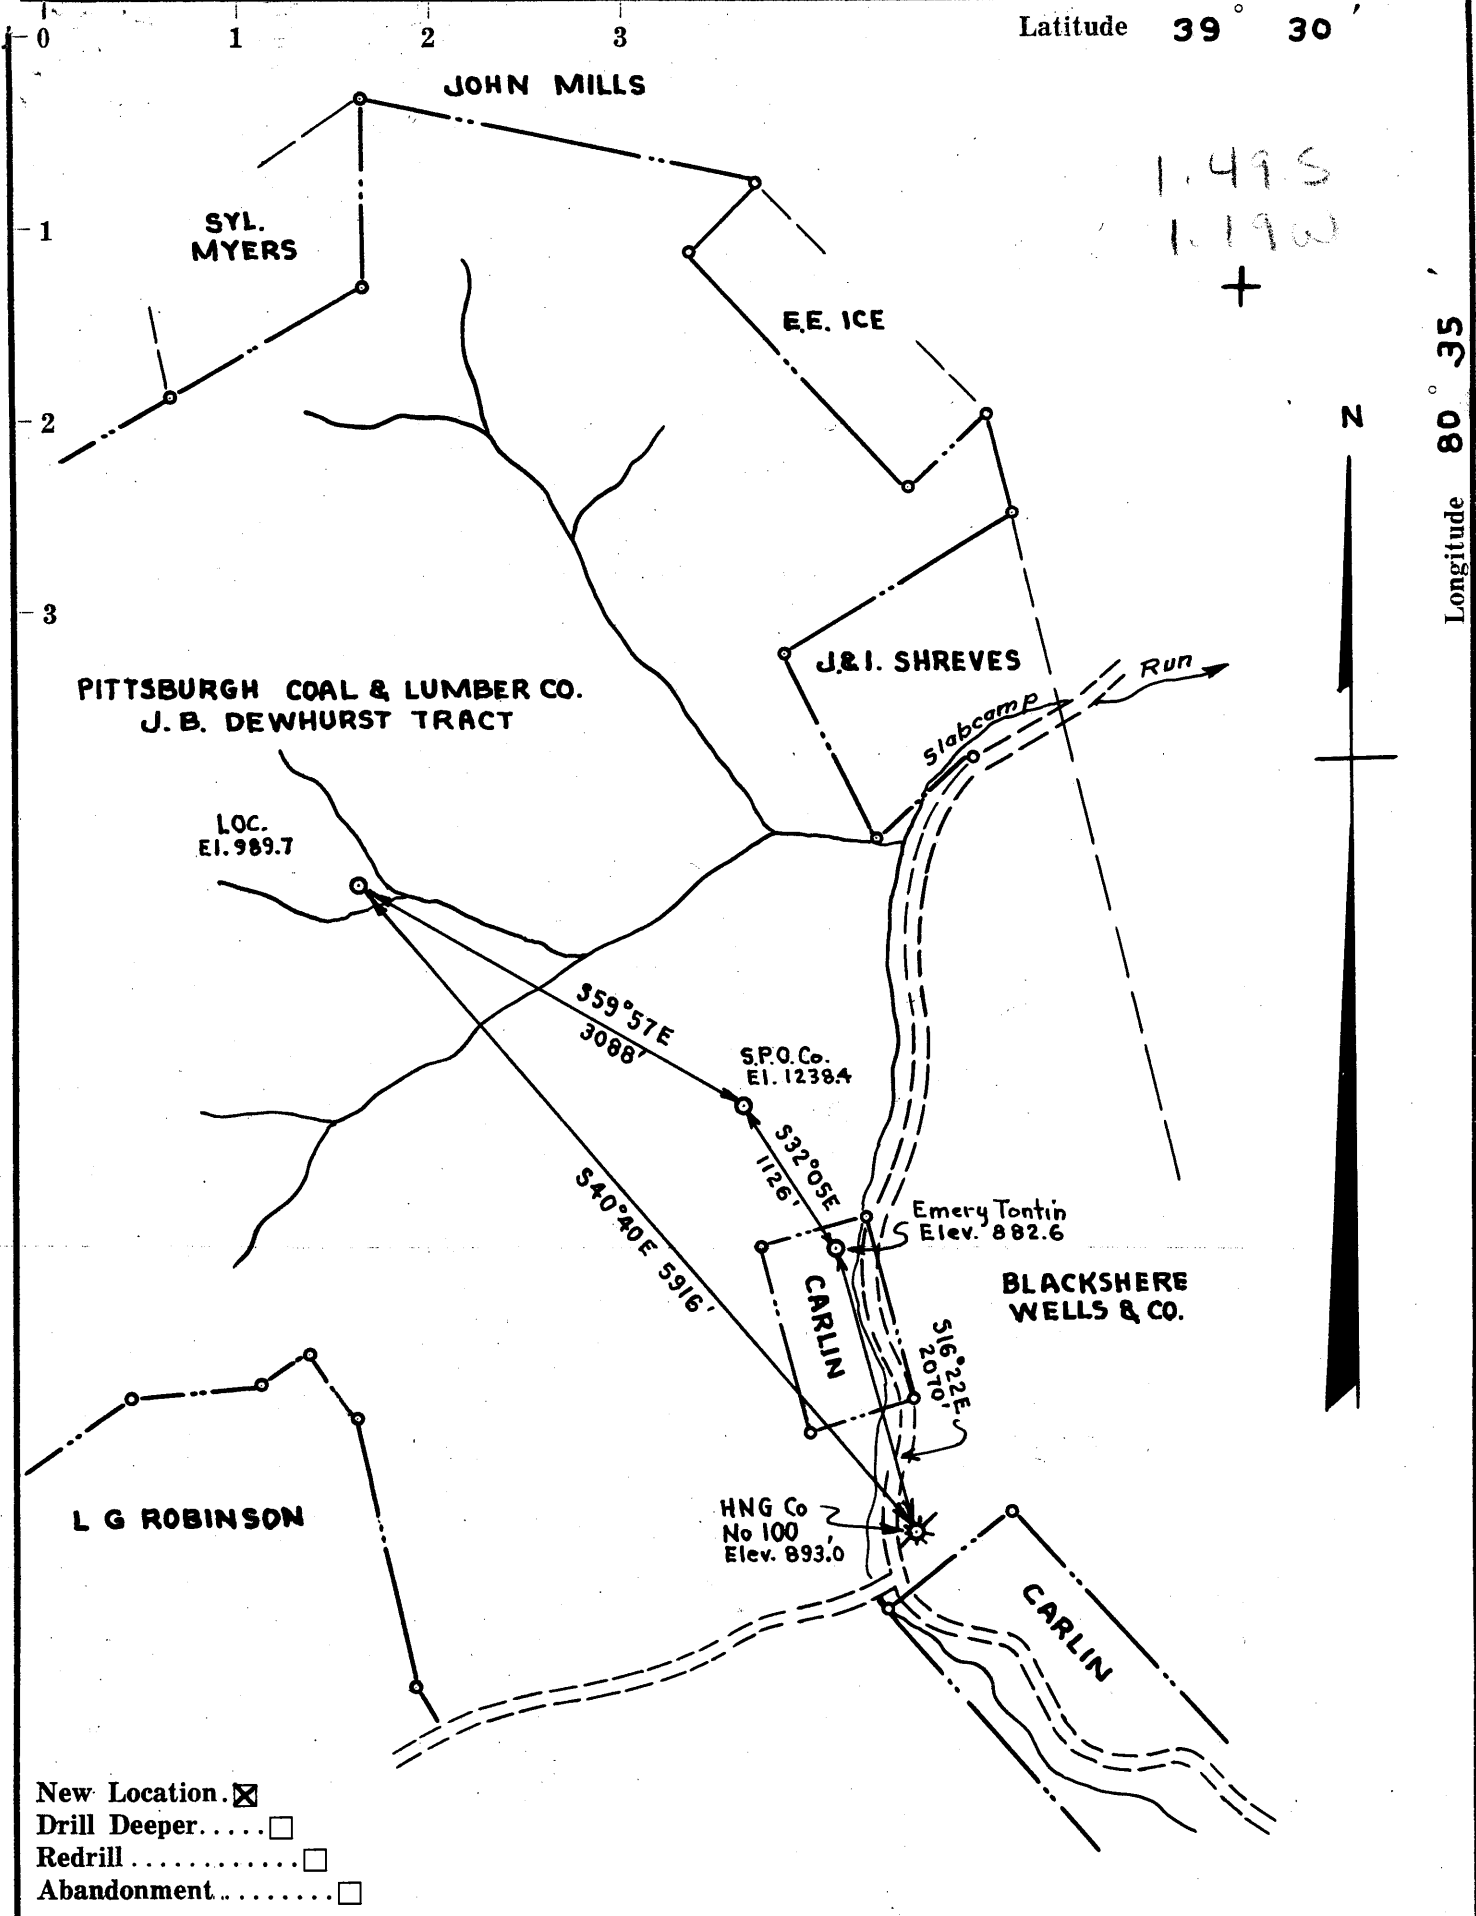 0 1 2 3 Latitude 39° 30'
JOHN MILLS
1.49 S
1.19 W
SYL.
MYERS
1
E.E. ICE
Longitude 80° 35'
N
2
3
J.&I. SHREVES
Run
Slabcamp
PITTSBURGH COAL & LUMBER CO.
J. B. DEWHURST TRACT
LOC.
El. 989.7
S59°57E
3088'
S.P.O. Co.
El. 1238.4
S32°05E
1126'
S40°40E 5916'
Emery Tontin
Elev. 882.6
CARLIN
BLACKSHERE
WELLS & CO.
S16°22E
2070'
L G ROBINSON
HNG Co
No 100
Elev. 893.0
CARLIN
New Location. ☒
Drill Deeper..... ☐
Redrill ............ ☐
Abandonment......... ☐